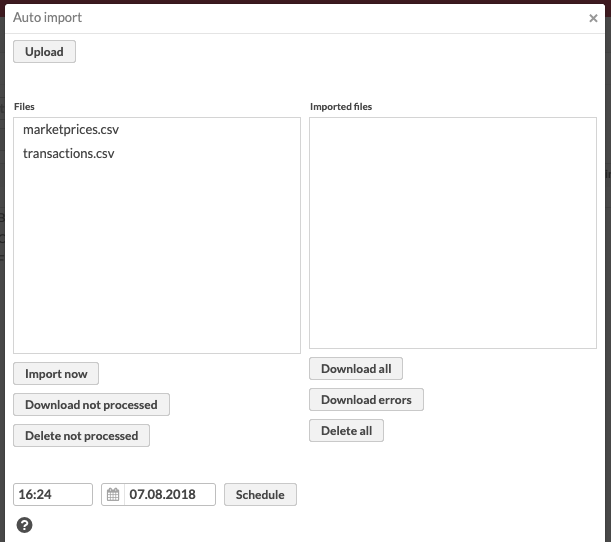 Auto import
×
Upload
Files
Imported files
marketprices.csv
transactions.csv
Import now
Download not processed
Delete not processed
Download all
Download errors
Delete all
16:24
07.08.2018
Schedule
?